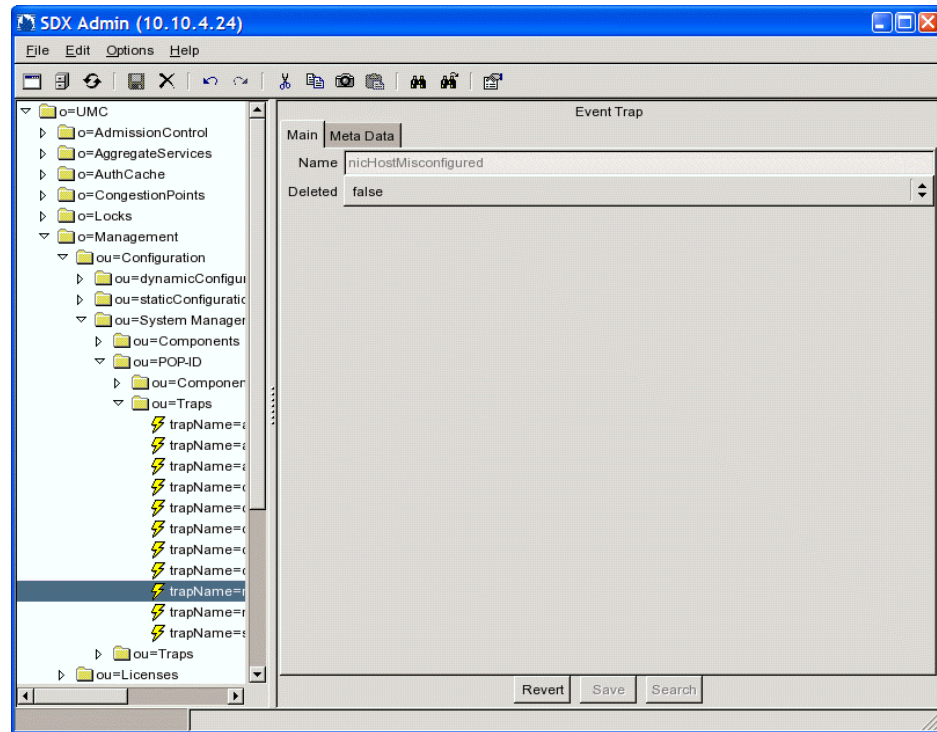 SDX Admin (10.10.4.24)
File Edit Options Help
o=UMC
o=AdmissionControl
o=AggregateServices
o=AuthCache
o=CongestionPoints
o=Locks
o=Management
ou=Configuration
ou=dynamicConfigur
ou=staticConfiguratio
ou=System Manager
ou=Components
ou=POP-ID
ou=Componen
ou=Traps
trapName=a
trapName=a
trapName=a
trapName=c
trapName=c
trapName=c
trapName=c
trapName=c
trapName=n
trapName=r
trapName=s
ou=Traps
ou=Licenses
Event Trap
Main Meta Data
Name nicHostMisconfigured
Deleted false
Revert Save Search